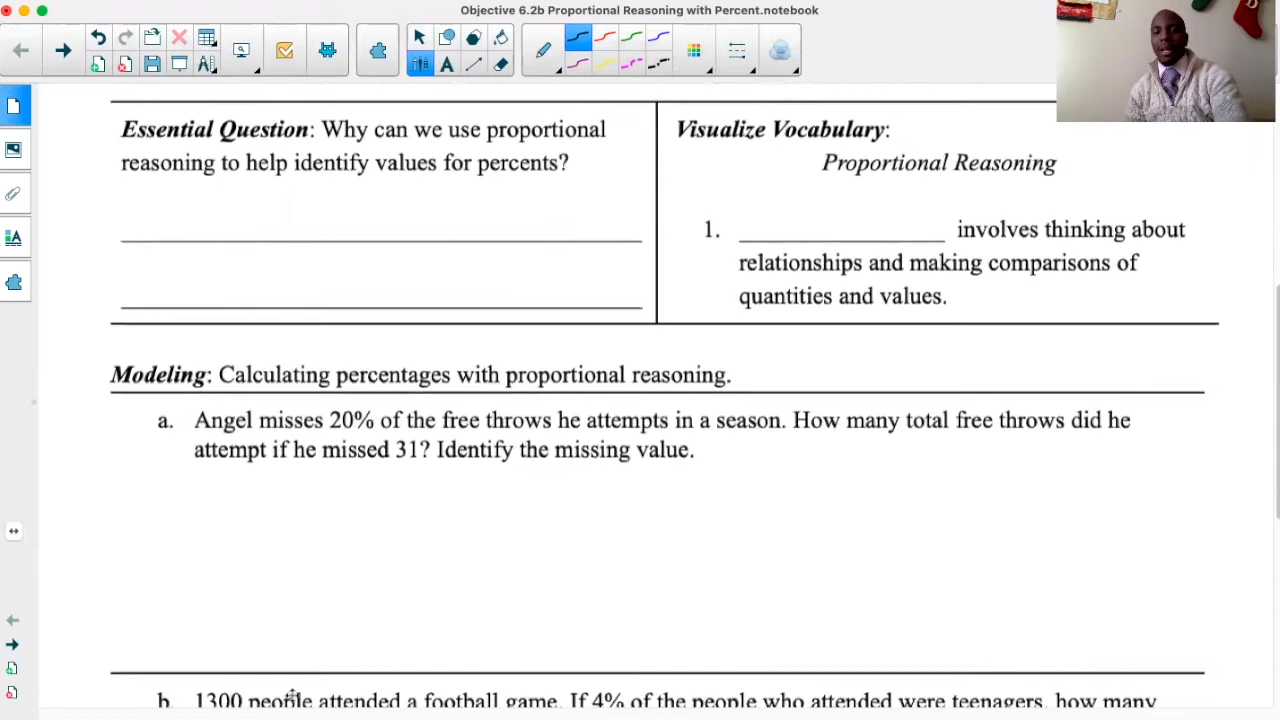 Objective 6.2b Proportional Reasoning with Percent.notebook
Essential Question: Why can we use proportional
reasoning to help identify values for percents?
Visualize Vocabulary:
Proportional Reasoning
1. ____________ involves thinking about
relationships and making comparisons of
quantities and values.
Modeling: Calculating percentages with proportional reasoning.
a. Angel misses 20% of the free throws he attempts in a season. How many total free throws did he
attempt if he missed 31? Identify the missing value.
b. 1300 people attended a football game. If 4% of the people who attended were teenagers, how many